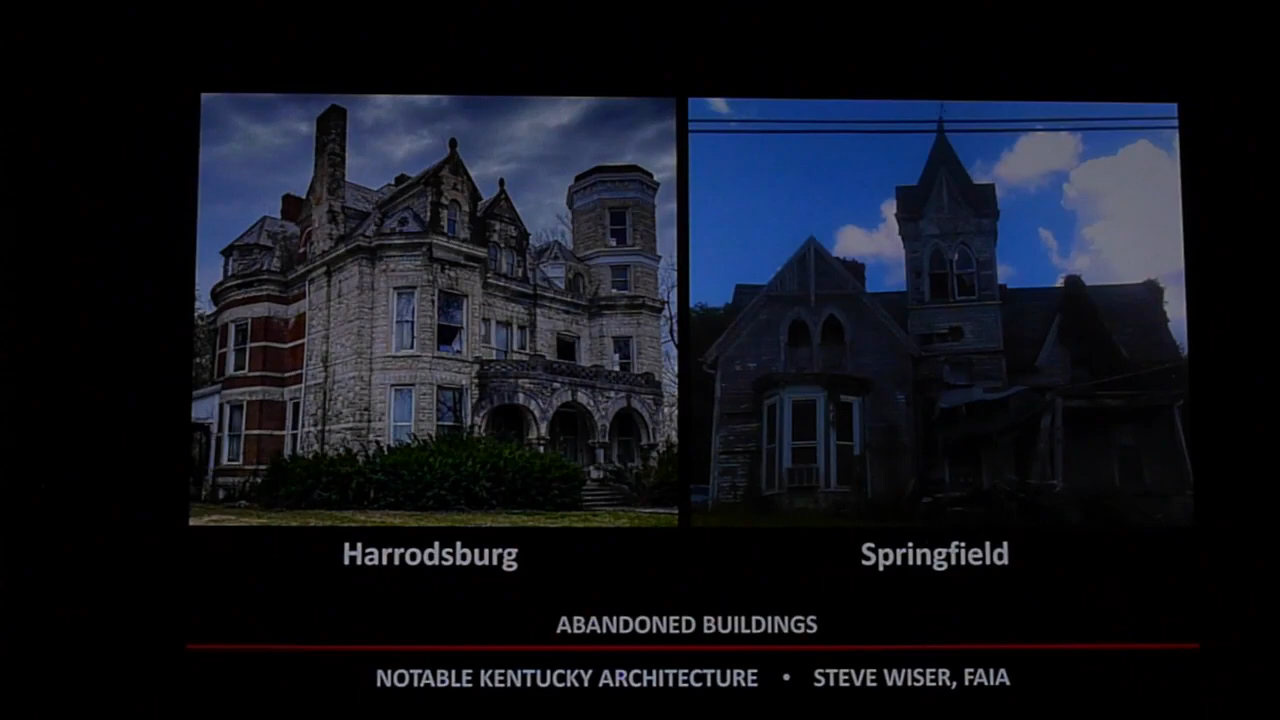 Harrodsburg
Springfield
ABANDONED BUILDINGS
NOTABLE KENTUCKY ARCHITECTURE • STEVE WISER, FAIA